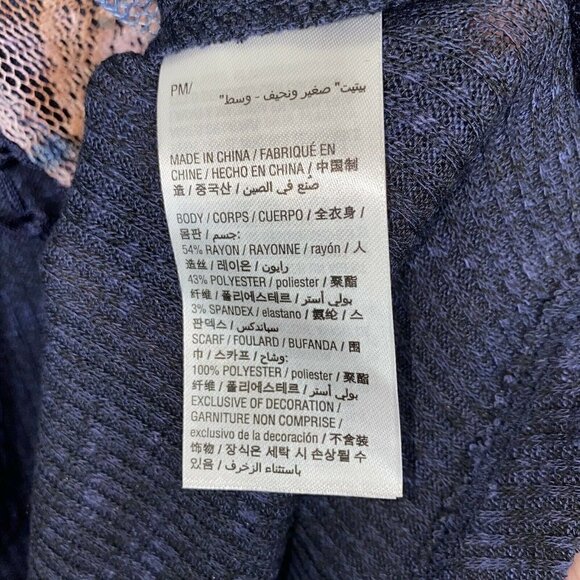 PM/
بيتيت" صغير ونحيف - وسط"
MADE IN CHINA / FABRIQUÉ EN
CHINE / HECHO EN CHINA / 中国制
造 / 중국산 / صنع في الصين /
BODY / CORPS / CUERPO / 全衣身 /
몸판 / جسم:
54% RAYON / RAYONNE / rayón / 人
造丝 / 레이온 / رايون
43% POLYESTER / poliester / 聚酯
纤维 / 폴리에스테르 / بولي أستر /
3% SPANDEX / elastano / 氨纶 / 스
판덱스 / سباندكس
SCARF / FOULARD / BUFANDA / 围
巾 / 스카프 / وشاح:
100% POLYESTER / poliester / 聚酯
纤维 / 폴리에스테르 / بولي أستر /
EXCLUSIVE OF DECORATION /
GARNITURE NON COMPRISE /
exclusivo de la decoración / 不含装
饰物 / 장식은 세탁 시 손상될 수
있음 / باستثناء الزخرف /